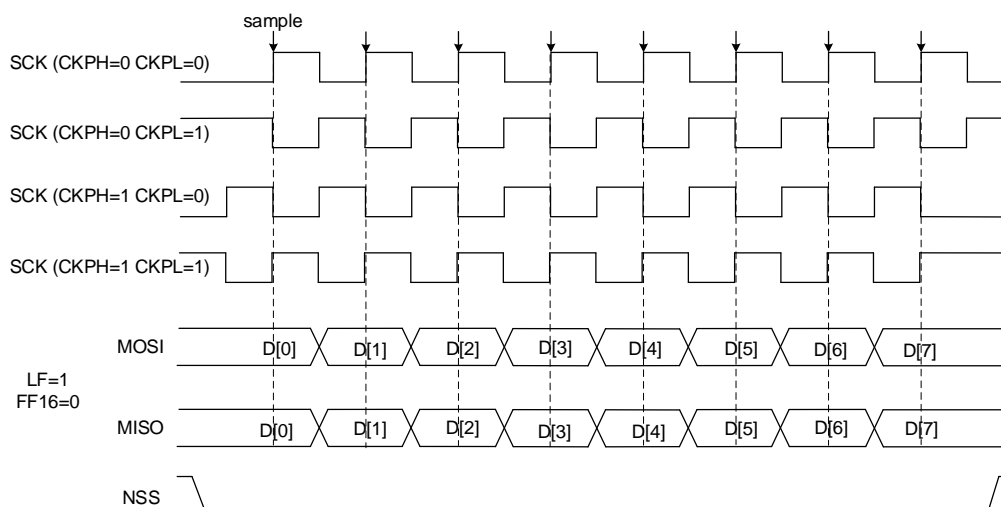 sample
SCK (CKPH=0 CKPL=0)
SCK (CKPH=0 CKPL=1)
SCK (CKPH=1 CKPL=0)
SCK (CKPH=1 CKPL=1)
MOSI D[0] D[1] D[2] D[3] D[4] D[5] D[6] D[7]
LF=1
FF16=0
MISO D[0] D[1] D[2] D[3] D[4] D[5] D[6] D[7]
NSS